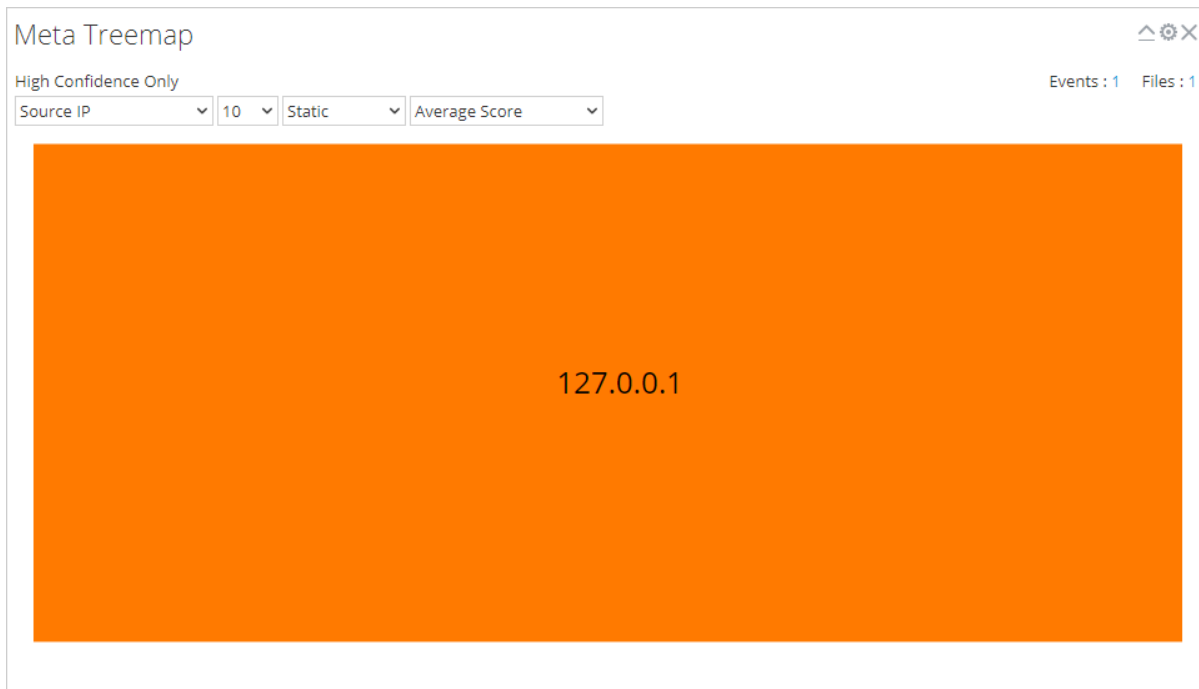 Meta Treemap
High Confidence Only
Events : 1 Files : 1
Source IP 10 Static Average Score
127.0.0.1